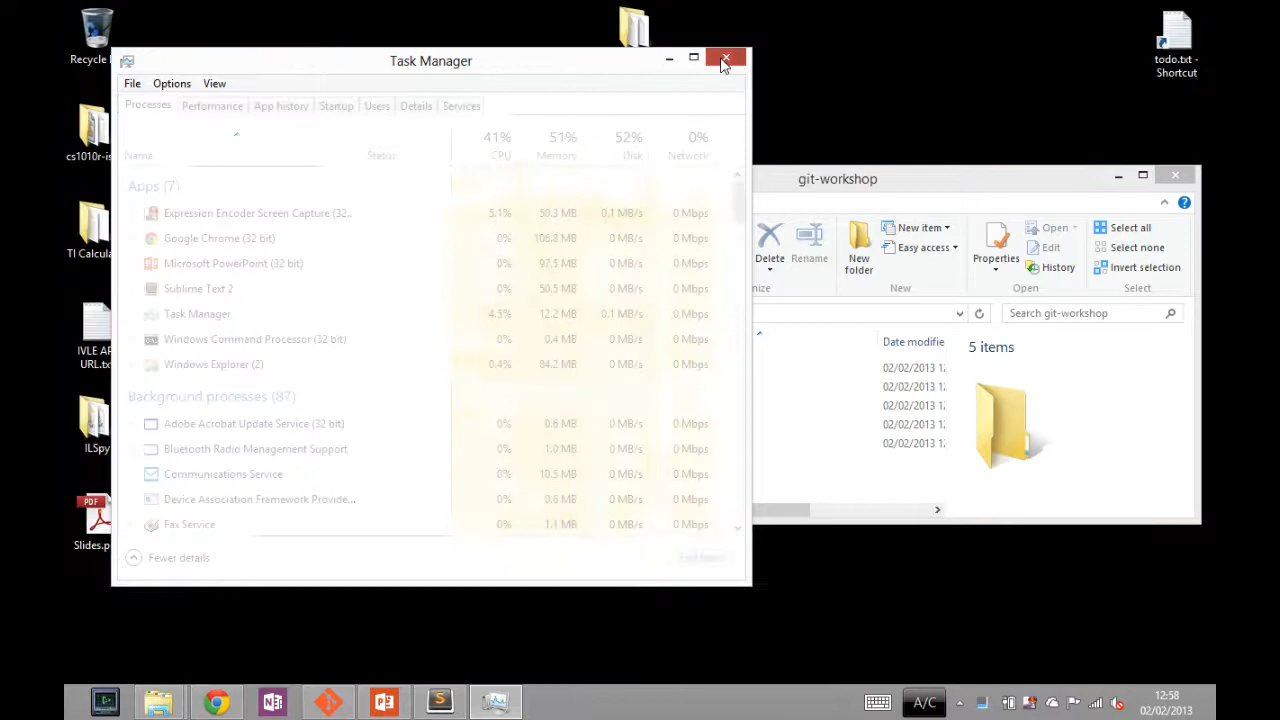 Recycle
todo.txt -
Shortcut
Task Manager
File Options View
Processes Performance App history Startup Users Details Services
41% 51% 52% 0%
Name Status CPU Memory Disk Network
Apps (7)
Expression Encoder Screen Capture (32... 5.1% 50.3 MB 0.1 MB/s 0 Mbps
Google Chrome (32 bit) 0% 106.8 MB 0 MB/s 0 Mbps
Microsoft PowerPoint (32 bit) 0% 97.5 MB 0 MB/s 0 Mbps
Sublime Text 2 0% 50.5 MB 0 MB/s 0 Mbps
Task Manager 4.5% 12.2 MB 0.1 MB/s 0 Mbps
Windows Command Processor (32 bit) 0% 0.4 MB 0 MB/s 0 Mbps
Windows Explorer (2) 0.4% 84.2 MB 0 MB/s 0 Mbps
Background processes (87)
Adobe Acrobat Update Service (32 bit) 0% 0.6 MB 0 MB/s 0 Mbps
Bluetooth Radio Management Support 0% 1.0 MB 0 MB/s 0 Mbps
Communications Service 0% 10.5 MB 0 MB/s 0 Mbps
Device Association Framework Provide... 0% 0.6 MB 0 MB/s 0 Mbps
Fax Service 0% 1.1 MB 0 MB/s 0 Mbps
Fewer details
cs1010r-is
TI Calcula
IVLE AP
URL.tx
ILSpy
PDF
Slides.p
git-workshop
Delete
Rename
New
folder
New item
Easy access
Properties
Open
Edit
History
Select all
Select none
Invert selection
nize New Open Select
Search git-workshop
Date modifie
02/02/2013 12
02/02/2013 12
02/02/2013 12
02/02/2013 12
02/02/2013 12
5 items
A/C
12:58
02/02/2013